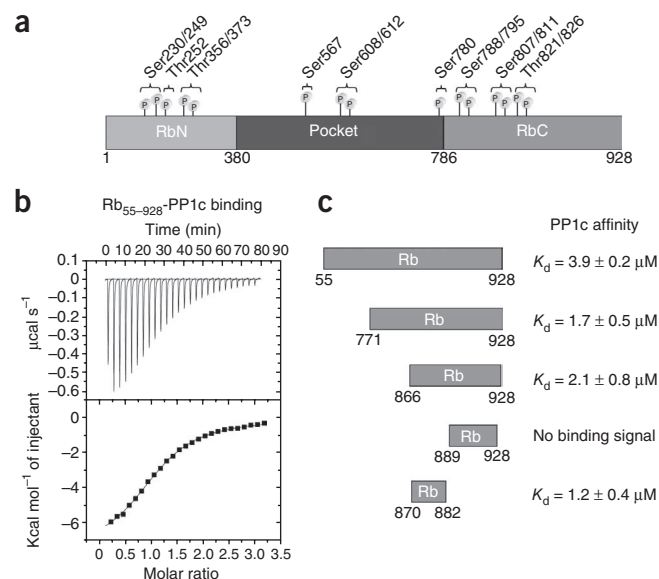 a
Ser230/249
Thr252
Thr356/373
Ser567
Ser608/612
Ser780
Ser788/795
Ser807/811
Thr821/826
P P P P P P P P P P P P P P P
RbN Pocket RbC
1 380 786 928
b
Rb55–928-PP1c binding
Time (min)
0 10 20 30 40 50 60 70 80 90
0.1
0
–0.1
–0.2
–0.3
–0.4
–0.5
–0.6
μcal s–1
0
–2
–4
–6
Kcal mol–1 of injectant
0 0.5 1.0 1.5 2.0 2.5 3.0 3.5
Molar ratio
c
PP1c affinity
Rb
55 928
Kd = 3.9 ± 0.2 μM
Rb
771 928
Kd = 1.7 ± 0.5 μM
Rb
866 928
Kd = 2.1 ± 0.8 μM
Rb
889 928
No binding signal
Rb
870 882
Kd = 1.2 ± 0.4 μM